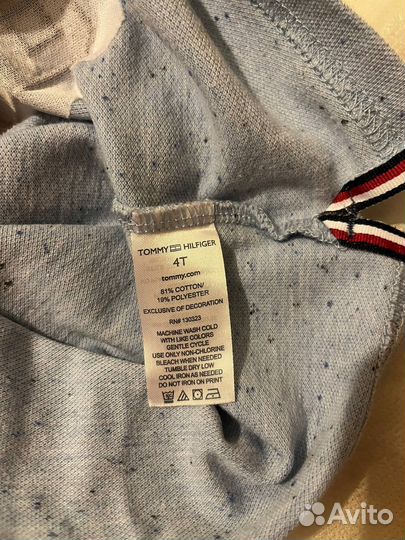 TOMMY HILFIGER
4T
tommy.com
81% COTTON/
19% POLYESTER
EXCLUSIVE OF DECORATION
RN# 130323
MACHINE WASH COLD
WITH LIKE COLORS
GENTLE CYCLE
USE ONLY NON-CHLORINE
BLEACH WHEN NEEDED
TUMBLE DRY LOW
COOL IRON AS NEEDED
DO NOT IRON ON PRINT
Avito